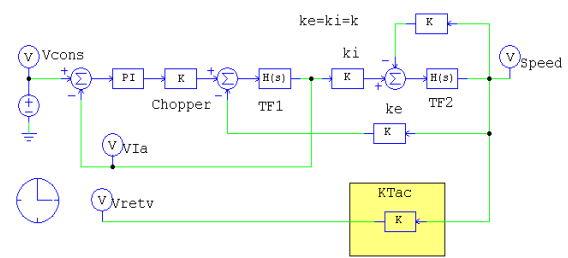 ke=ki=k
K
V
Vcons
V
Speed
ki
+
Σ
−
PI
K
+
Σ
−
H(s)
K
−
Σ
+
H(s)
Chopper
TF1
TF2
ke
K
V
VIa
KTac
V
Vretv
K